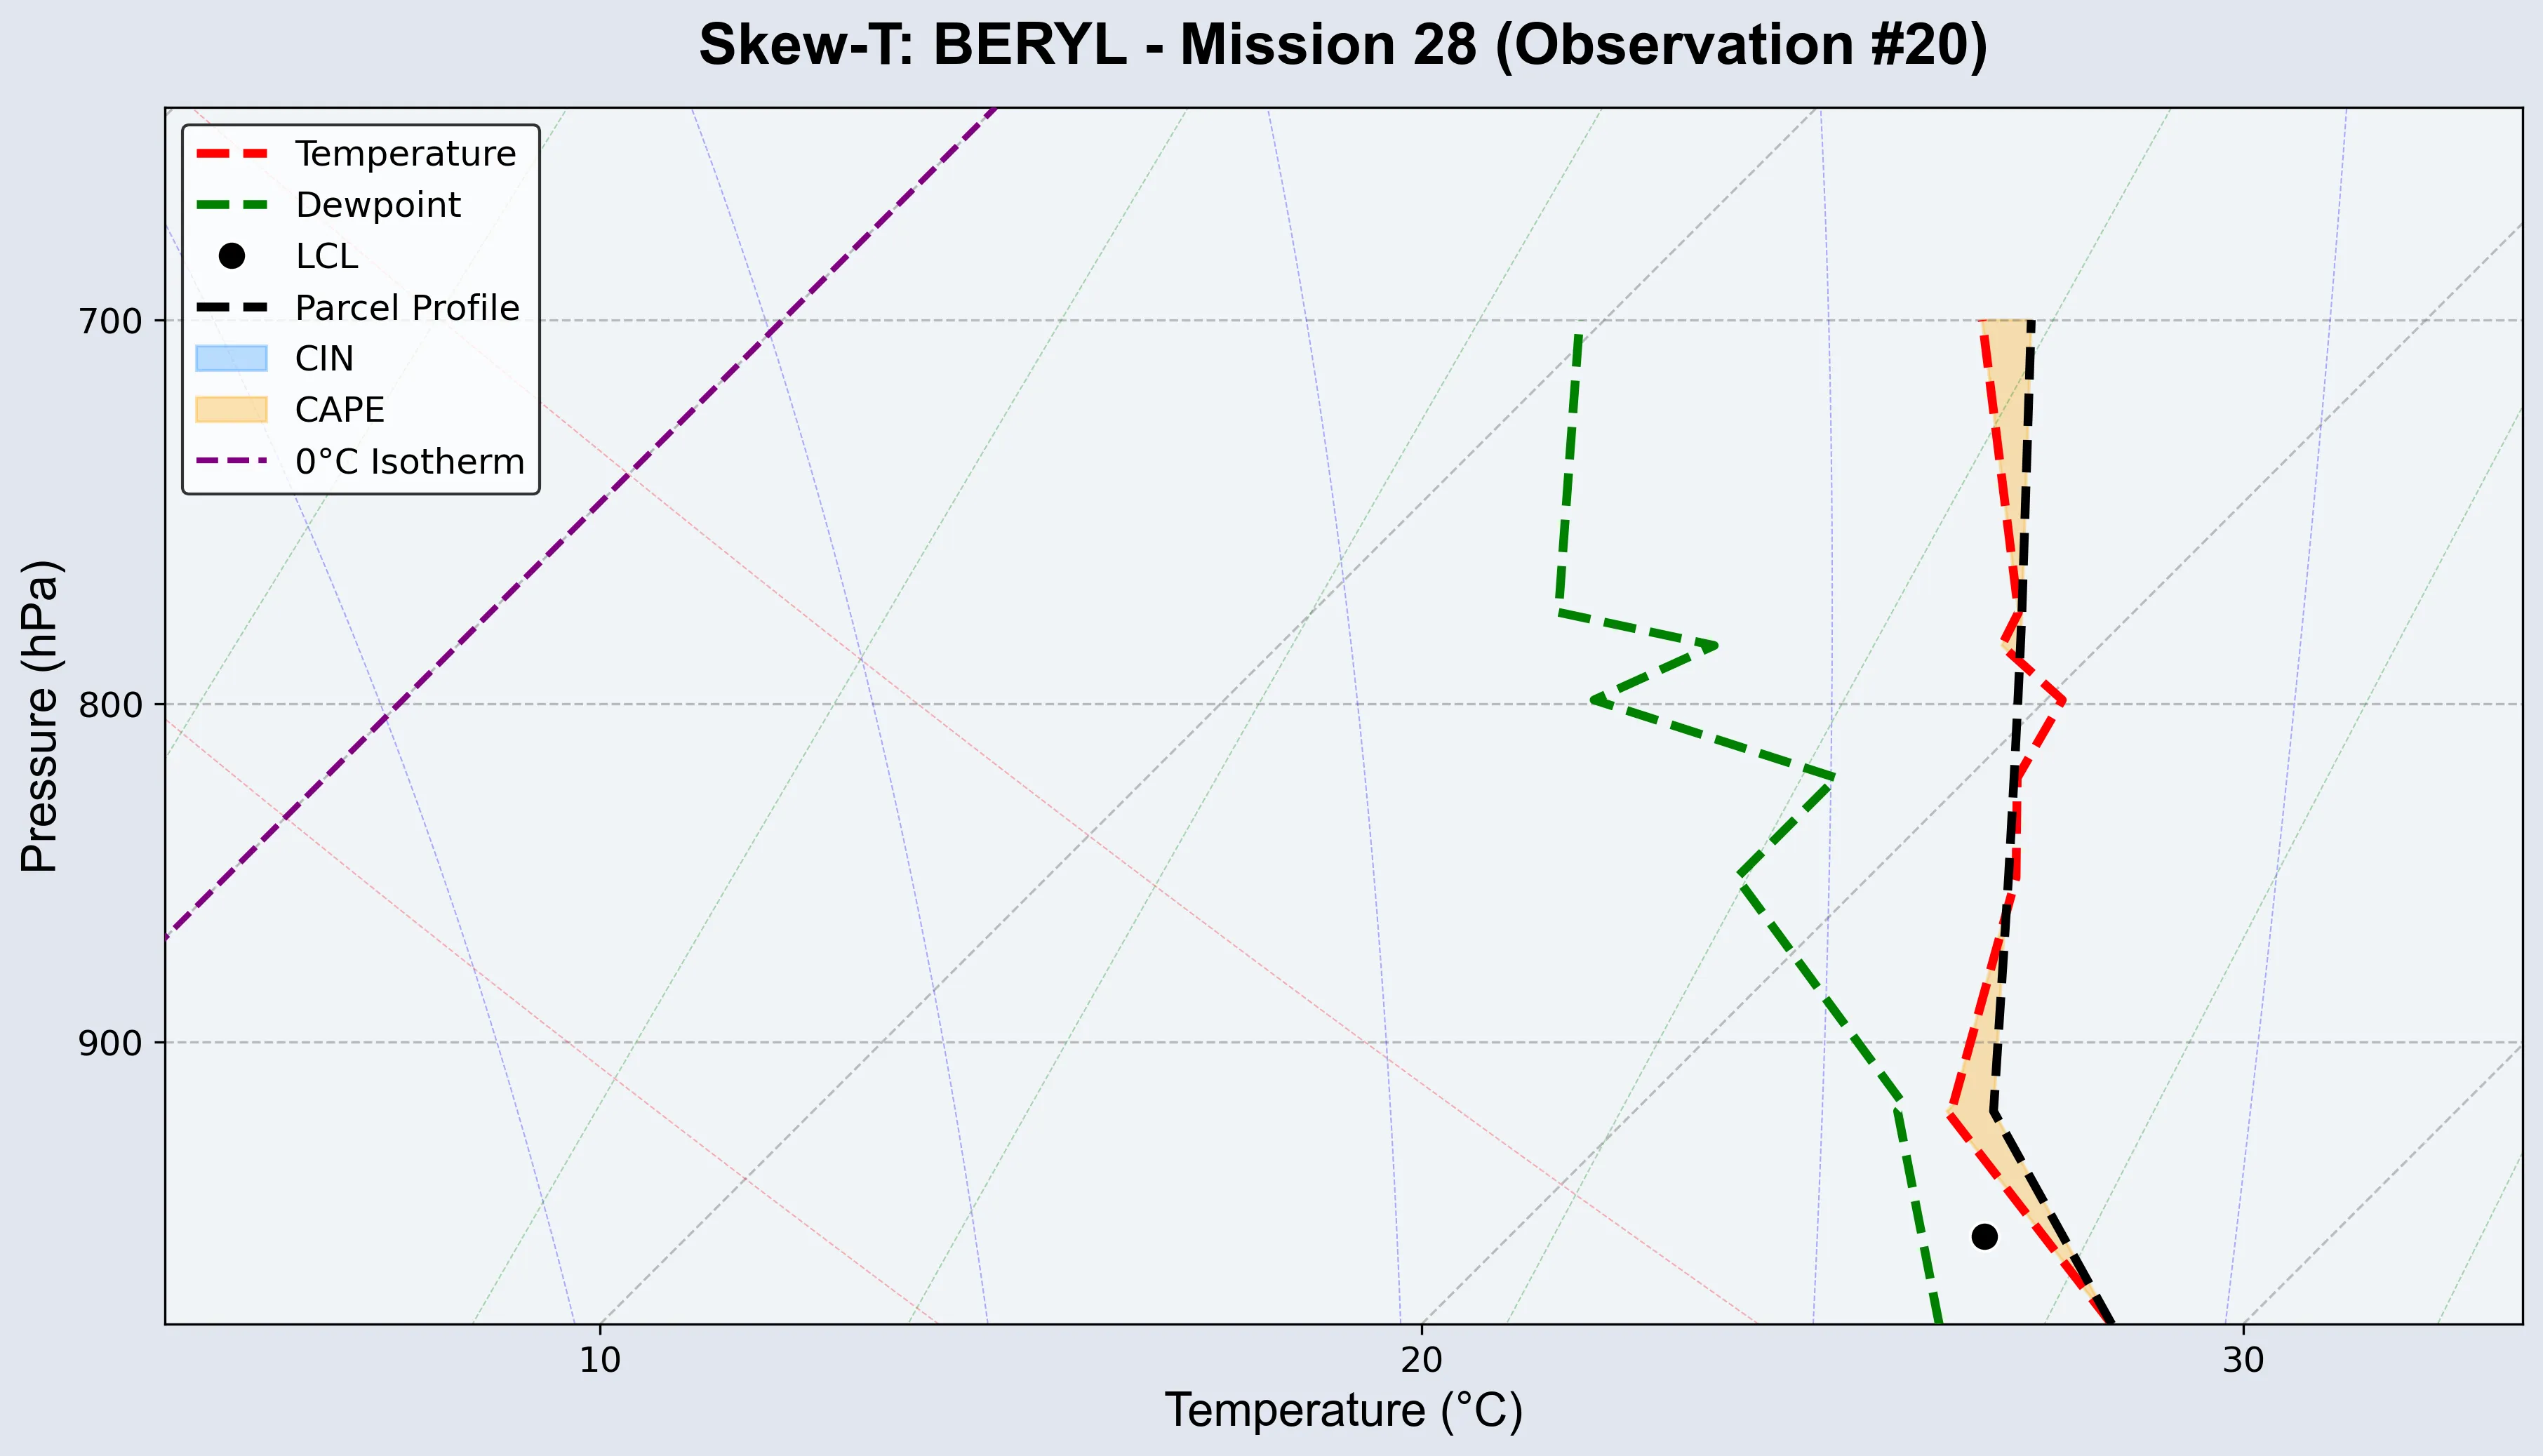 Skew-T: BERYL - Mission 28 (Observation #20)
Temperature
Dewpoint
LCL
Parcel Profile
CIN
CAPE
0°C Isotherm
Pressure (hPa)
700
800
900
10
20
30
Temperature (°C)